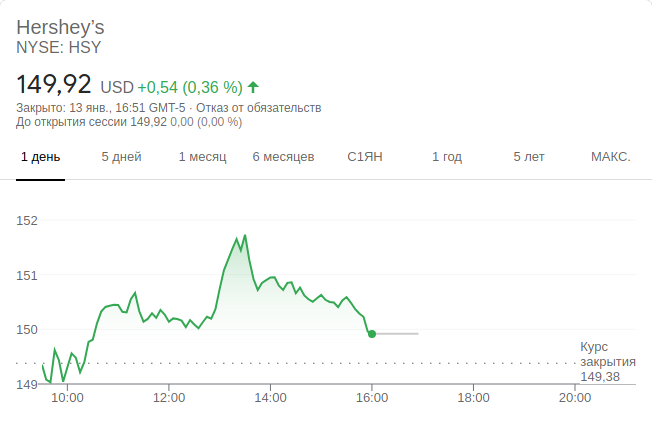 Hershey’s
NYSE: HSY
149,92 USD +0,54 (0,36 %)
Закрыто: 13 янв., 16:51 GMT-5 · Отказ от обязательств
До открытия сессии 149,92 0,00 (0,00 %)
1 день 5 дней 1 месяц 6 месяцев С1ЯН 1 год 5 лет МАКС.
152
151
150
149
Курс
закрытия
149,38
10:00 12:00 14:00 16:00 18:00 20:00